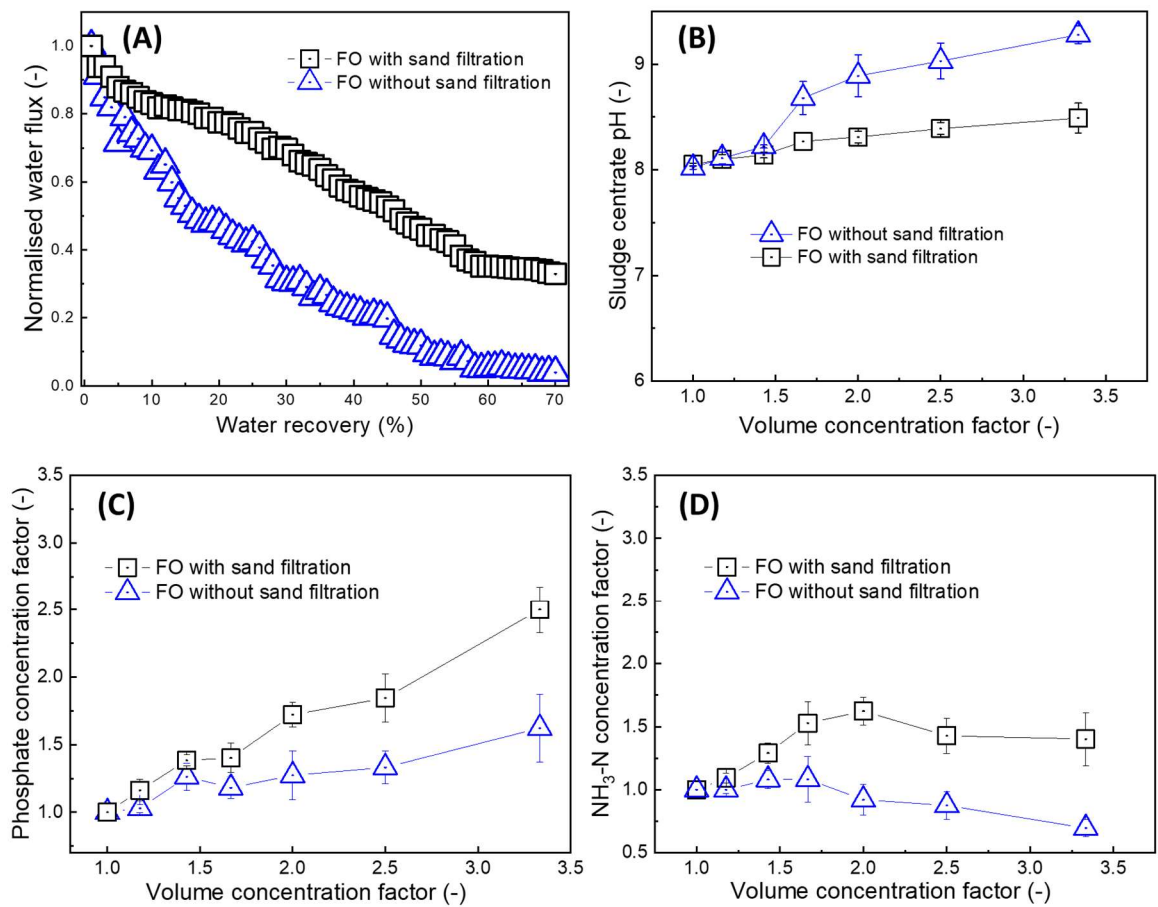 (A)
FO with sand filtration
FO without sand filtration
1.0
0.8
0.6
0.4
0.2
0.0
0 10 20 30 40 50 60 70
Normalised water flux (-)
Water recovery (%)
(B)
9
8
7
6
FO without sand filtration
FO with sand filtration
1.0 1.5 2.0 2.5 3.0 3.5
Sludge centrate pH (-)
Volume concentration factor (-)
(C)
FO with sand filtration
FO without sand filtration
3.5
3.0
2.5
2.0
1.5
1.0
1.0 1.5 2.0 2.5 3.0 3.5
Phosphate concentration factor (-)
Volume concentration factor (-)
(D)
FO with sand filtration
FO without sand filtration
3.5
3.0
2.5
2.0
1.5
1.0
0.5
1.0 1.5 2.0 2.5 3.0 3.5
NH₃-N concentration factor (-)
Volume concentration factor (-)